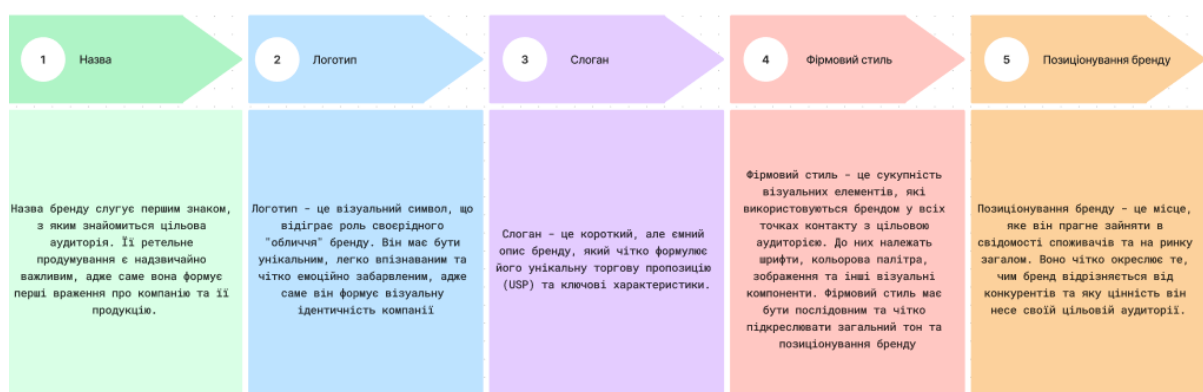 1
Назва
2
Логотип
3
Слоган
4
Фірмовий стиль
5
Позиціонування бренду
Назва бренду слугує першим знаком,
з яким знайомиться цільова
аудиторія. Її ретельне
продумування є надзвичайно
важливим, адже саме вона формує
перші враження про компанію та її
продукцію.
Логотип – це візуальний символ, що
відіграє роль своєрідного
"обличчя" бренду. Він має бути
унікальним, легко впізнаваним та
чітко емоційно забарвленим, адже
саме він формує візуальну
ідентичність компанії
Слоган – це короткий, але ємний
опис бренду, який чітко формулює
його унікальну торгову пропозицію
(USP) та ключові характеристики.
Фірмовий стиль – це сукупність
візуальних елементів, які
використовуються брендом у всіх
точках контакту з цільовою
аудиторією. До них належать
шрифти, кольорова палітра,
зображення та інші візуальні
компоненти. Фірмовий стиль має
бути послідовним та чітко
підкреслювати загальний тон та
позиціонування бренду
Позиціонування бренду – це місце,
яке він прагне зайняти в
свідомості споживачів та на ринку
загалом. Воно чітко окреслює те,
чим бренд відрізняється від
конкурентів та яку цінність він
несе своїй цільовій аудиторії.